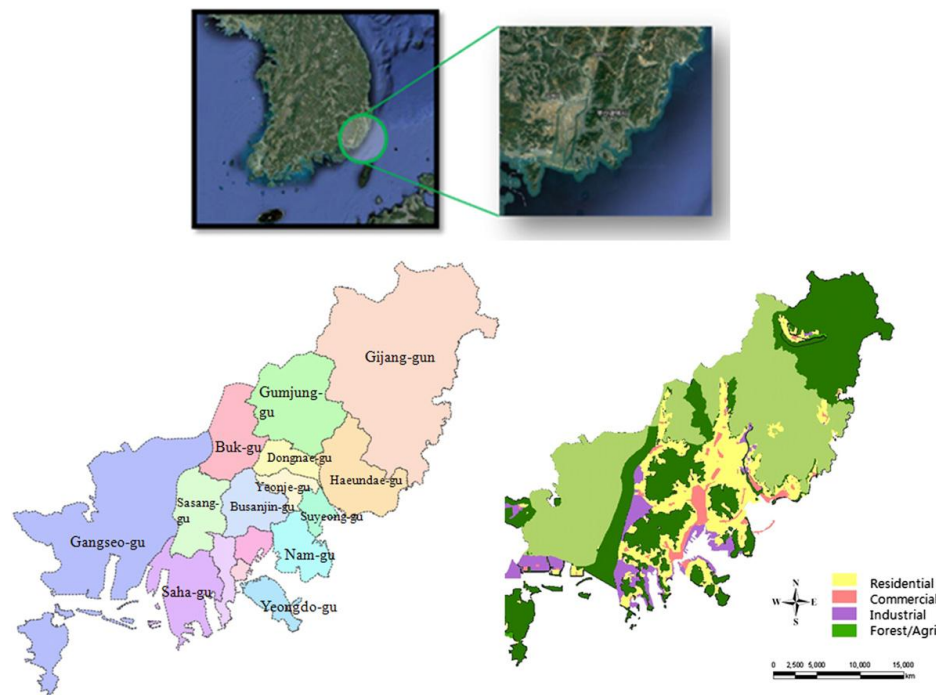 Gijang-gun
Gumjung-
gu
Buk-gu
Dongnae-gu
Haeundae-gu
Yeonje-gu
Sasang-
gu
Busanjin-gu
Suyeong-gu
Gangseo-gu
Nam-gu
Saha-gu
Yeongdo-gu
Residential
Commercial
Industrial
Forest/Agri
N
W E
S
0 2,500 5,000 10,000 15,000
km